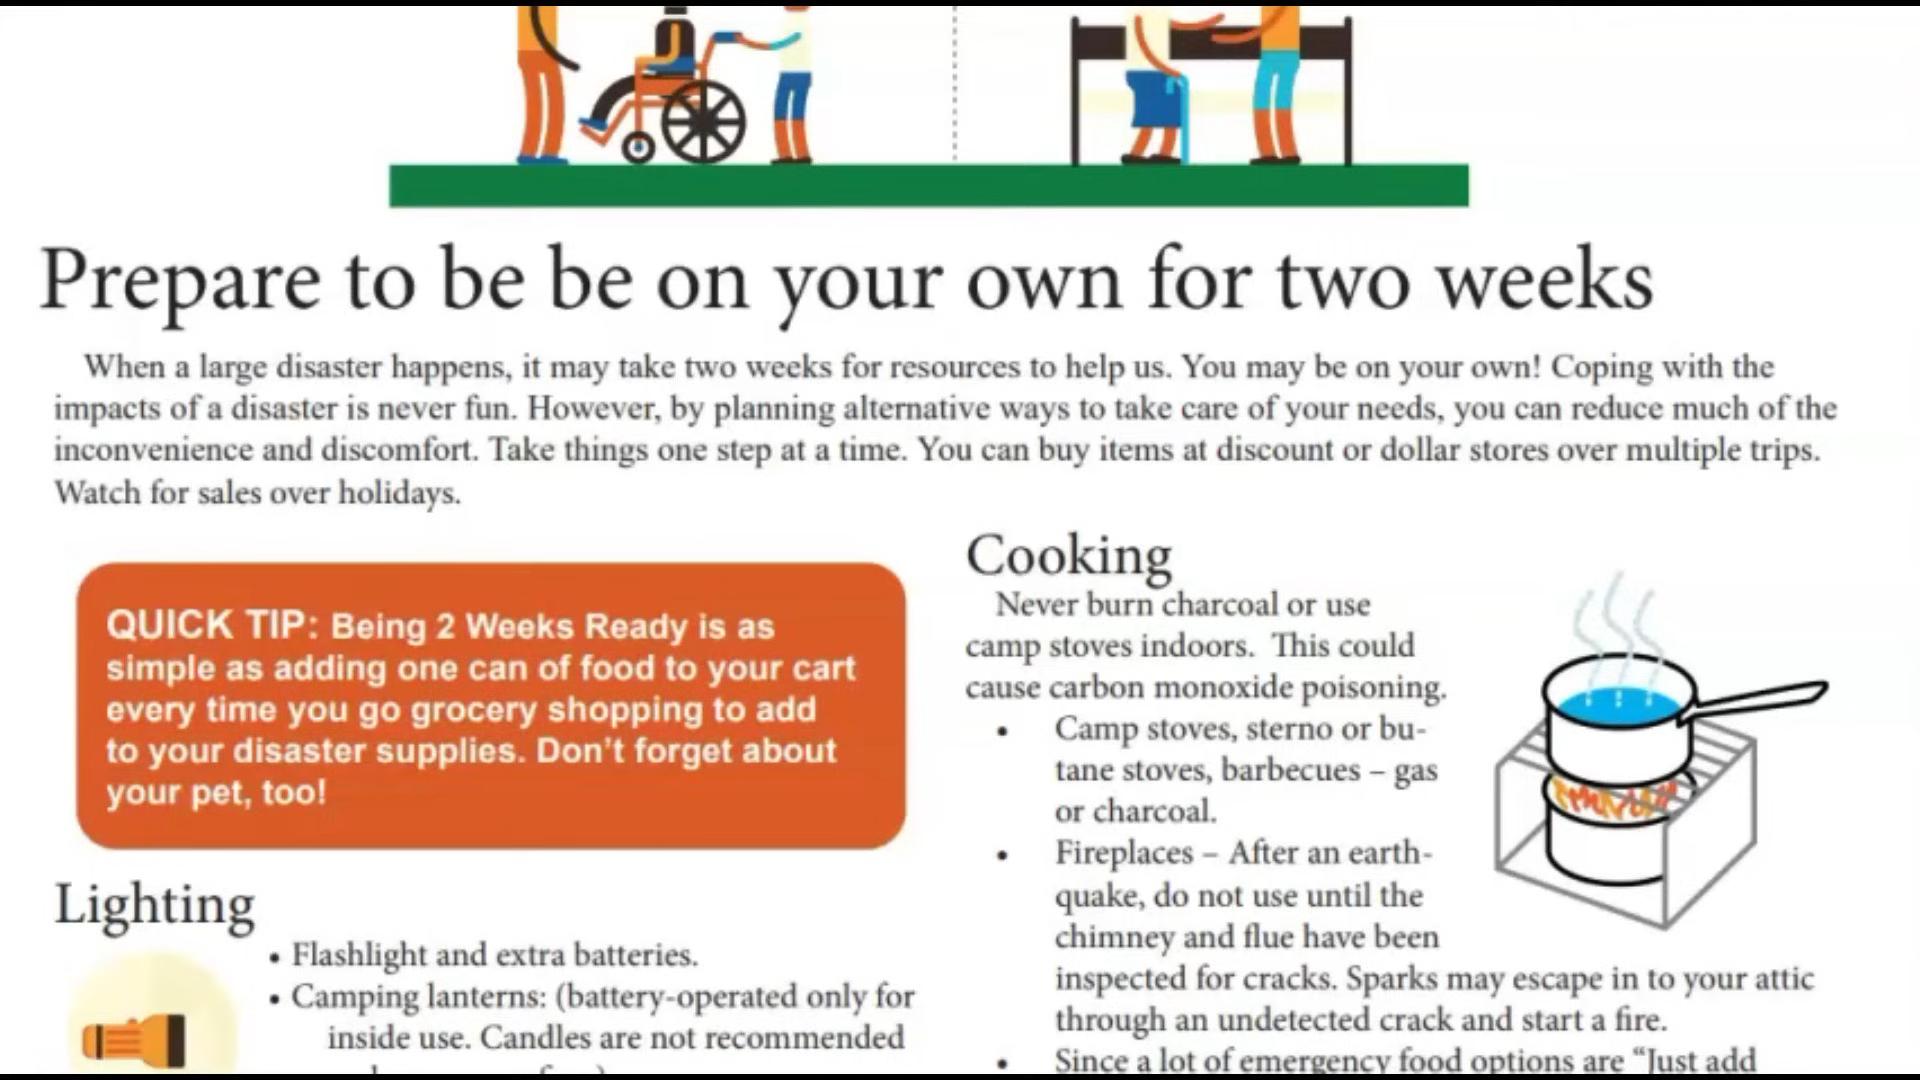 Prepare to be be on your own for two weeks
When a large disaster happens, it may take two weeks for resources to help us. You may be on your own! Coping with the
impacts of a disaster is never fun. However, by planning alternative ways to take care of your needs, you can reduce much of the
inconvenience and discomfort. Take things one step at a time. You can buy items at discount or dollar stores over multiple trips.
Watch for sales over holidays.
QUICK TIP: Being 2 Weeks Ready is as
simple as adding one can of food to your cart
every time you go grocery shopping to add
to your disaster supplies. Don’t forget about
your pet, too!
Lighting
• Flashlight and extra batteries.
• Camping lanterns: (battery-operated only for
inside use. Candles are not recommended
Cooking
Never burn charcoal or use
camp stoves indoors.  This could
cause carbon monoxide poisoning.
• Camp stoves, sterno or bu-
tane stoves, barbecues – gas
or charcoal.
• Fireplaces – After an earth-
quake, do not use until the
chimney and flue have been
inspected for cracks. Sparks may escape in to your attic
through an undetected crack and start a fire.
• Since a lot of emergency food options are “Just add